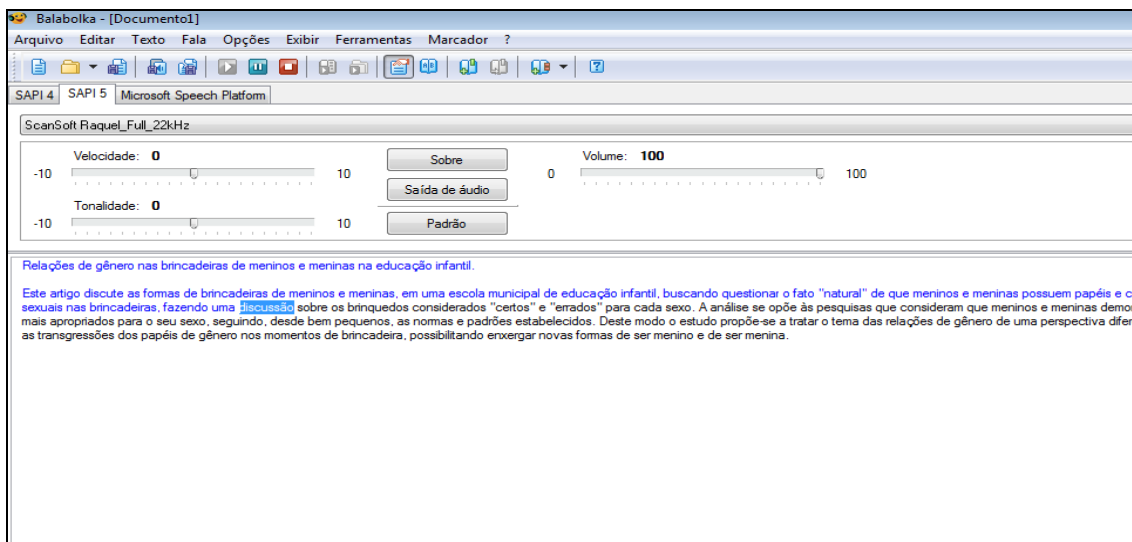 Balabolka - [Documento1]
Arquivo Editar Texto Fala Opções Exibir Ferramentas Marcador ?
SAPI 4 SAPI 5 Microsoft Speech Platform
ScanSoft Raquel_Full_22kHz
Velocidade: 0
-10 10
Tonalidade: 0
-10 10
Sobre
Saída de áudio
Padrão
Volume: 100
0 100
Relações de gênero nas brincadeiras de meninos e meninas na educação infantil.
Este artigo discute as formas de brincadeiras de meninos e meninas, em uma escola municipal de educação infantil, buscando questionar o fato "natural" de que meninos e meninas possuem papéis e c
sexuais nas brincadeiras, fazendo uma discussão sobre os brinquedos considerados "certos" e "errados" para cada sexo. A análise se opõe às pesquisas que consideram que meninos e meninas demo
mais apropriados para o seu sexo, seguindo, desde bem pequenos, as normas e padrões estabelecidos. Deste modo o estudo propõe-se a tratar o tema das relações de gênero de uma perspectiva difer
as transgressões dos papéis de gênero nos momentos de brincadeira, possibilitando enxergar novas formas de ser menino e de ser menina.